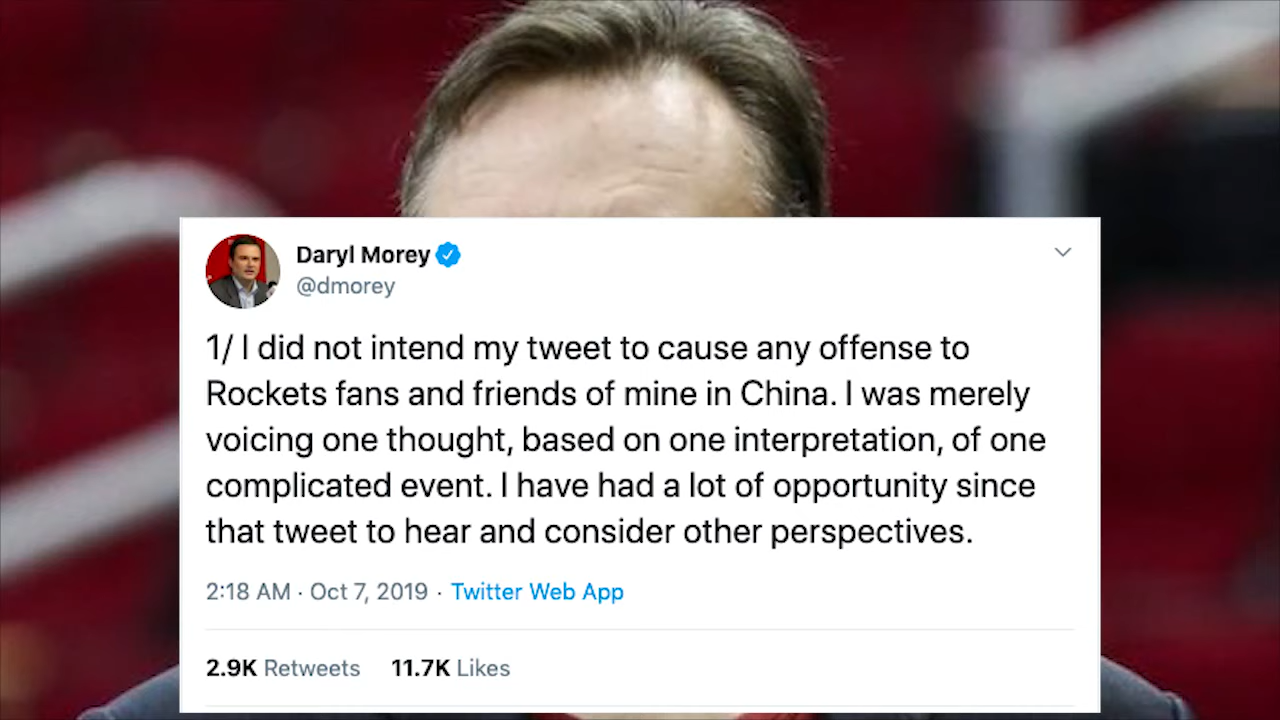 Daryl Morey
@dmorey
1/ I did not intend my tweet to cause any offense to
Rockets fans and friends of mine in China. I was merely
voicing one thought, based on one interpretation, of one
complicated event. I have had a lot of opportunity since
that tweet to hear and consider other perspectives.
2:18 AM · Oct 7, 2019 · Twitter Web App
2.9K Retweets 11.7K Likes